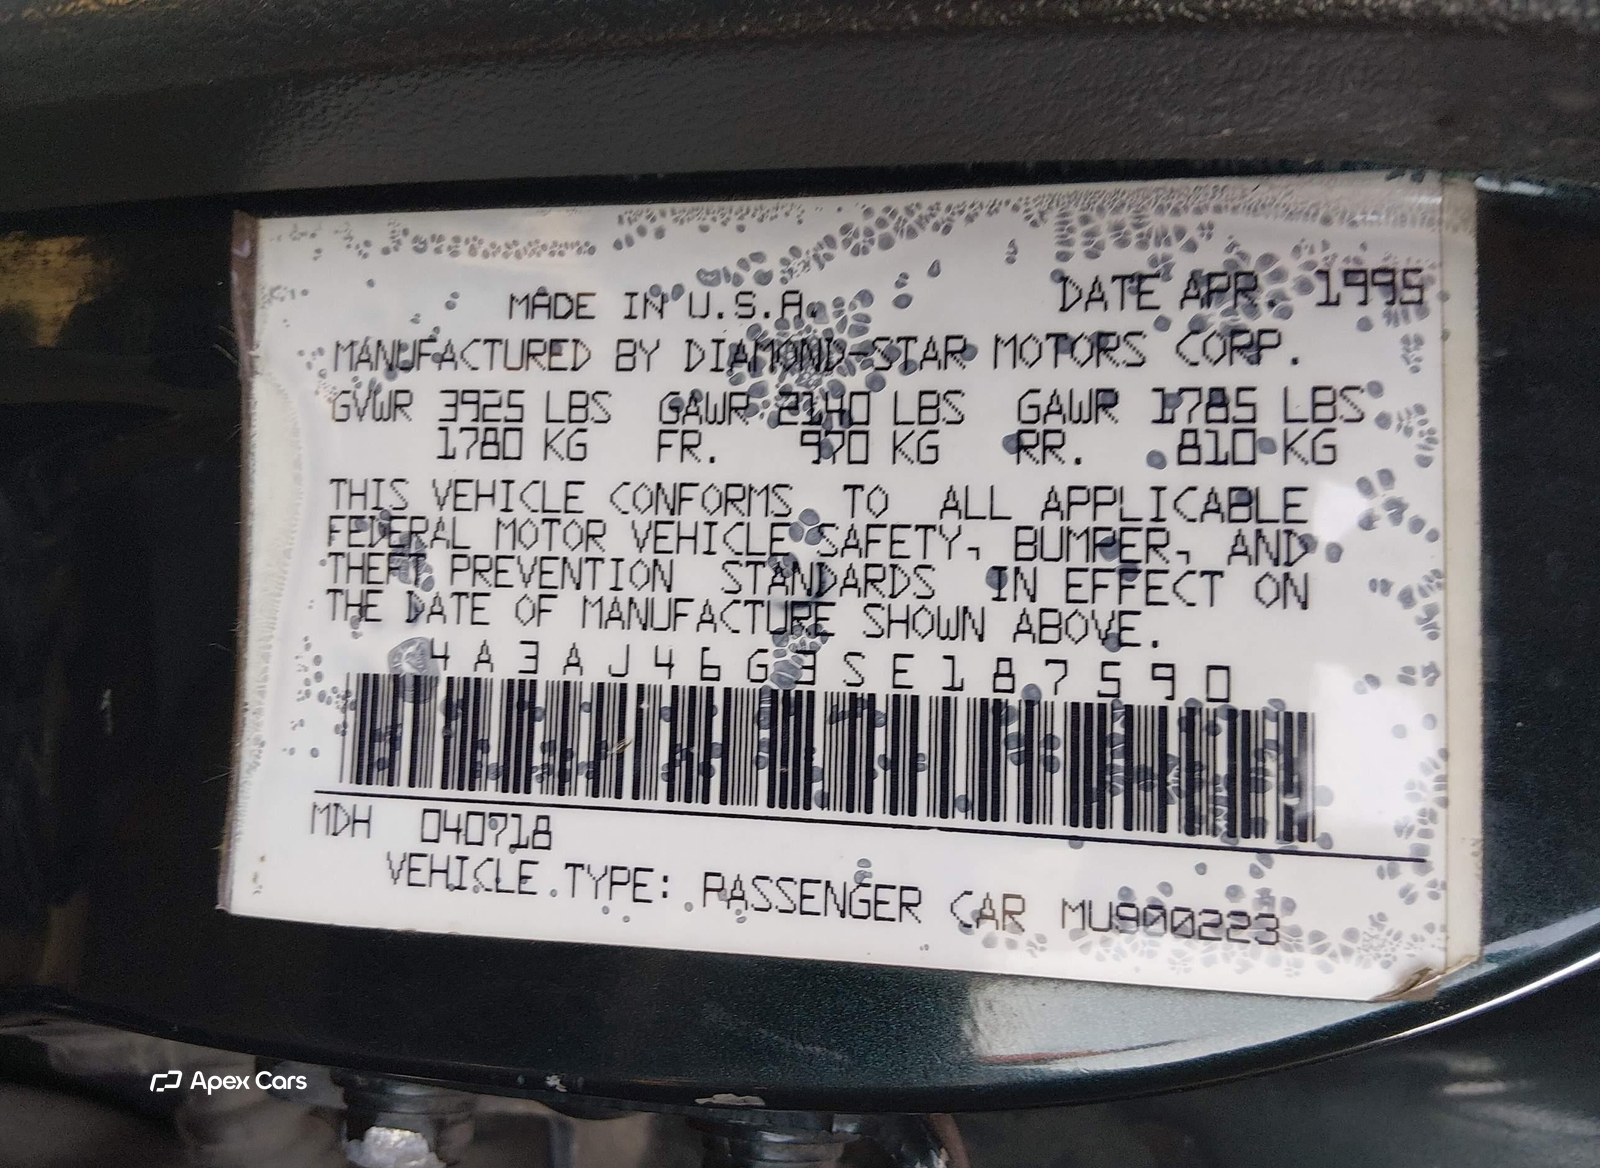 MADE IN U.S.A. DATE APR. 1995
MANUFACTURED BY DIAMOND-STAR MOTORS CORP.
GVWR 3925 LBS GAWR 2140 LBS GAWR 1785 LBS
1780 KG FR. 970 KG RR. 810 KG
THIS VEHICLE CONFORMS TO ALL APPLICABLE
FEDERAL MOTOR VEHICLE SAFETY, BUMPER, AND
THEFT PREVENTION STANDARDS IN EFFECT ON
THE DATE OF MANUFACTURE SHOWN ABOVE.
4A3AJ46G3SE187590
MDH 040718
VEHICLE TYPE: PASSENGER CAR MU900223
Apex Cars